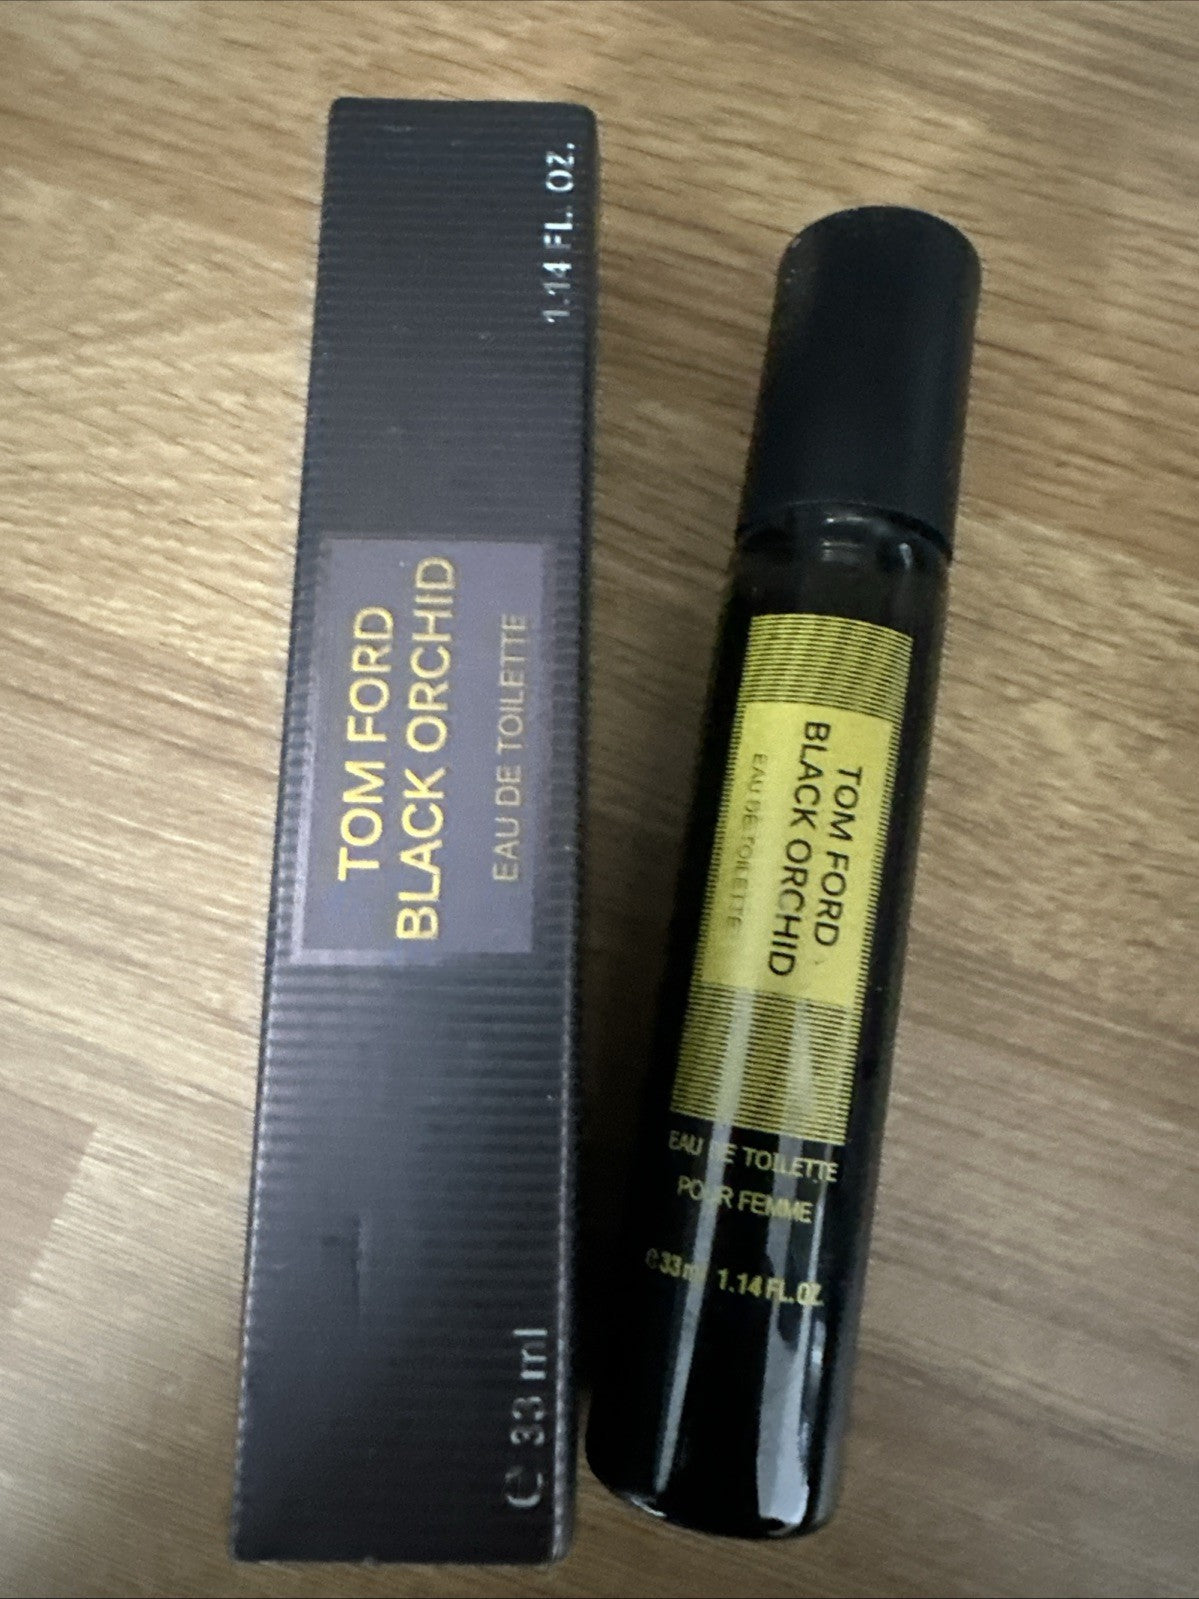 1.14 FL. OZ.
TOM FORD
BLACK ORCHID
EAU DE TOILETTE
e 33 ml
TOM FORD
BLACK ORCHID
EAU DE TOILETTE
EAU DE TOILETTE
POUR FEMME
e33ml 1.14 FL.OZ.